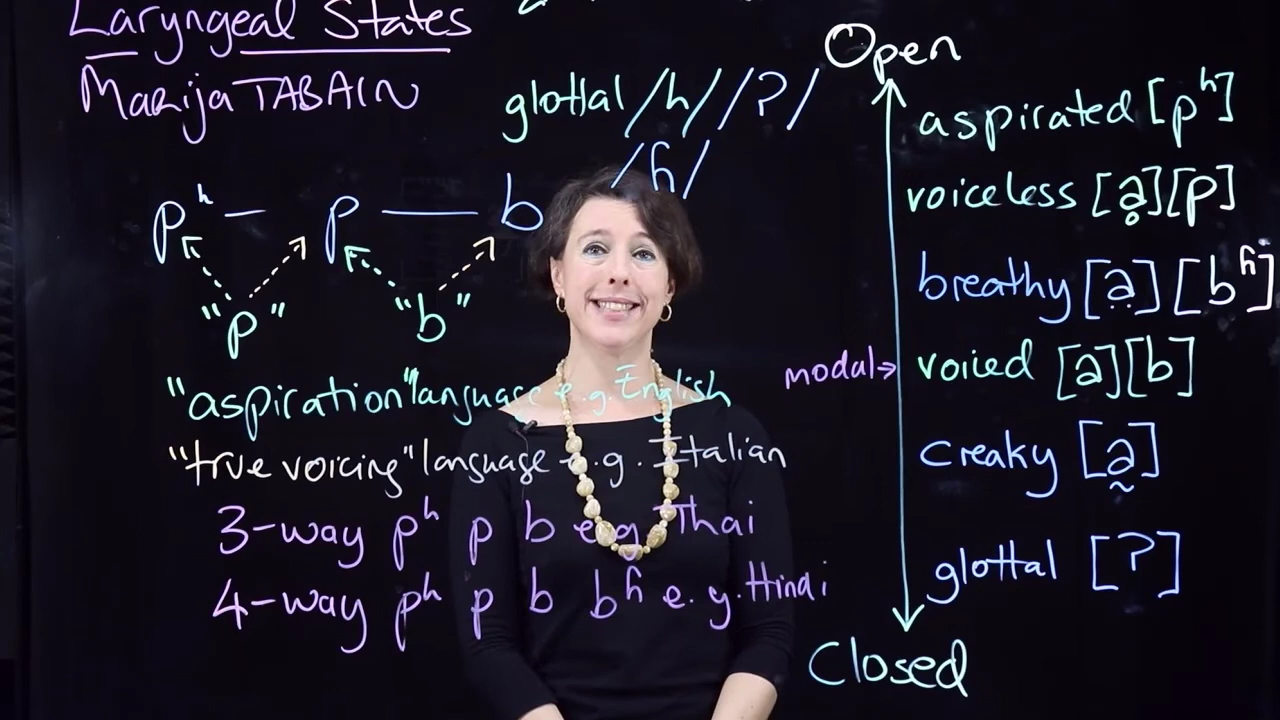 Laryngeal States
Marija TABAIN
glottal /h/ /ʔ/
/ɦ/
pʰ — p — b
"p" "b"
"aspiration" language e.g. English
"true voicing" language e.g. Italian
3-way pʰ p b e.g. Thai
4-way pʰ p b bʱ e.g. Hindi
Open
aspirated [pʰ]
voiceless [ḁ][p]
breathy [a̤] [bʱ]
modal→ voiced [a][b]
creaky [a̰]
glottal [ʔ]
Closed